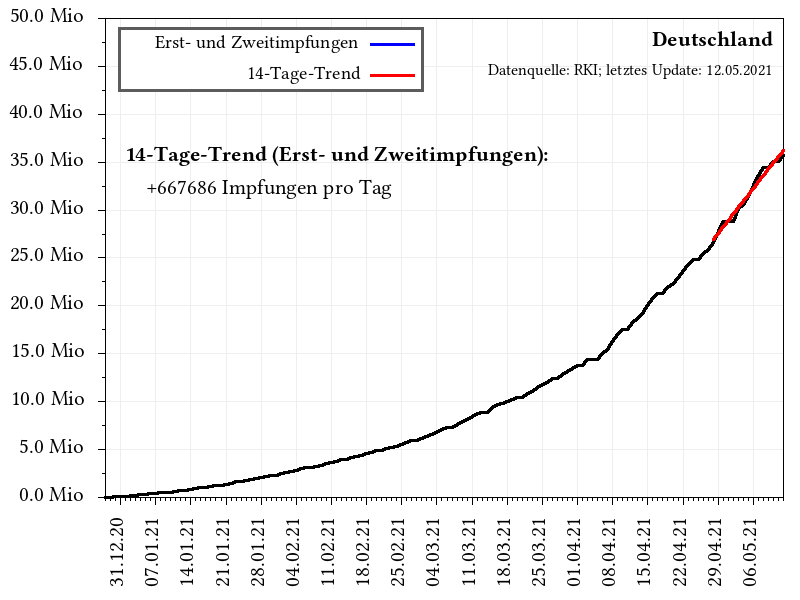 50.0 Mio
45.0 Mio
40.0 Mio
35.0 Mio
30.0 Mio
25.0 Mio
20.0 Mio
15.0 Mio
10.0 Mio
5.0 Mio
0.0 Mio
Erst- und Zweitimpfungen
14-Tage-Trend
Deutschland
Datenquelle: RKI; letztes Update: 12.05.2021
14-Tage-Trend (Erst- und Zweitimpfungen):
+667686 Impfungen pro Tag
31.12.20
07.01.21
14.01.21
21.01.21
28.01.21
04.02.21
11.02.21
18.02.21
25.02.21
04.03.21
11.03.21
18.03.21
25.03.21
01.04.21
08.04.21
15.04.21
22.04.21
29.04.21
06.05.21